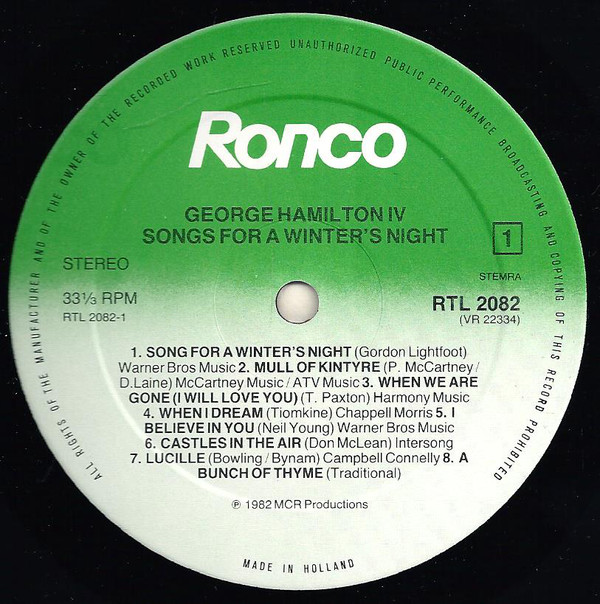 ALL RIGHTS OF THE MANUFACTURER AND OF THE OWNER OF THE RECORDED WORK RESERVED UNAUTHORIZED PUBLIC PERFORMANCE BROADCASTING AND COPYING OF THIS RECORD PROHIBITED
Ronco
GEORGE HAMILTON IV
SONGS FOR A WINTER'S NIGHT
1
STEREO
STEMRA
33⅓ RPM
RTL 2082
RTL 2082-1
(VR 22334)
1. SONG FOR A WINTER'S NIGHT (Gordon Lightfoot)
Warner Bros Music 2. MULL OF KINTYRE (P. McCartney/
D.Laine) McCartney Music / ATV Music 3. WHEN WE ARE
GONE (I WILL LOVE YOU) (T. Paxton) Harmony Music
4. WHEN I DREAM (Tiomkine) Chappell Morris 5. I
BELIEVE IN YOU (Neil Young) Warner Bros Music
6. CASTLES IN THE AIR (Don McLean) Intersong
7. LUCILLE (Bowling / Bynam) Campbell Connelly 8. A
BUNCH OF THYME (Traditional)
℗ 1982 MCR Productions
MADE IN HOLLAND